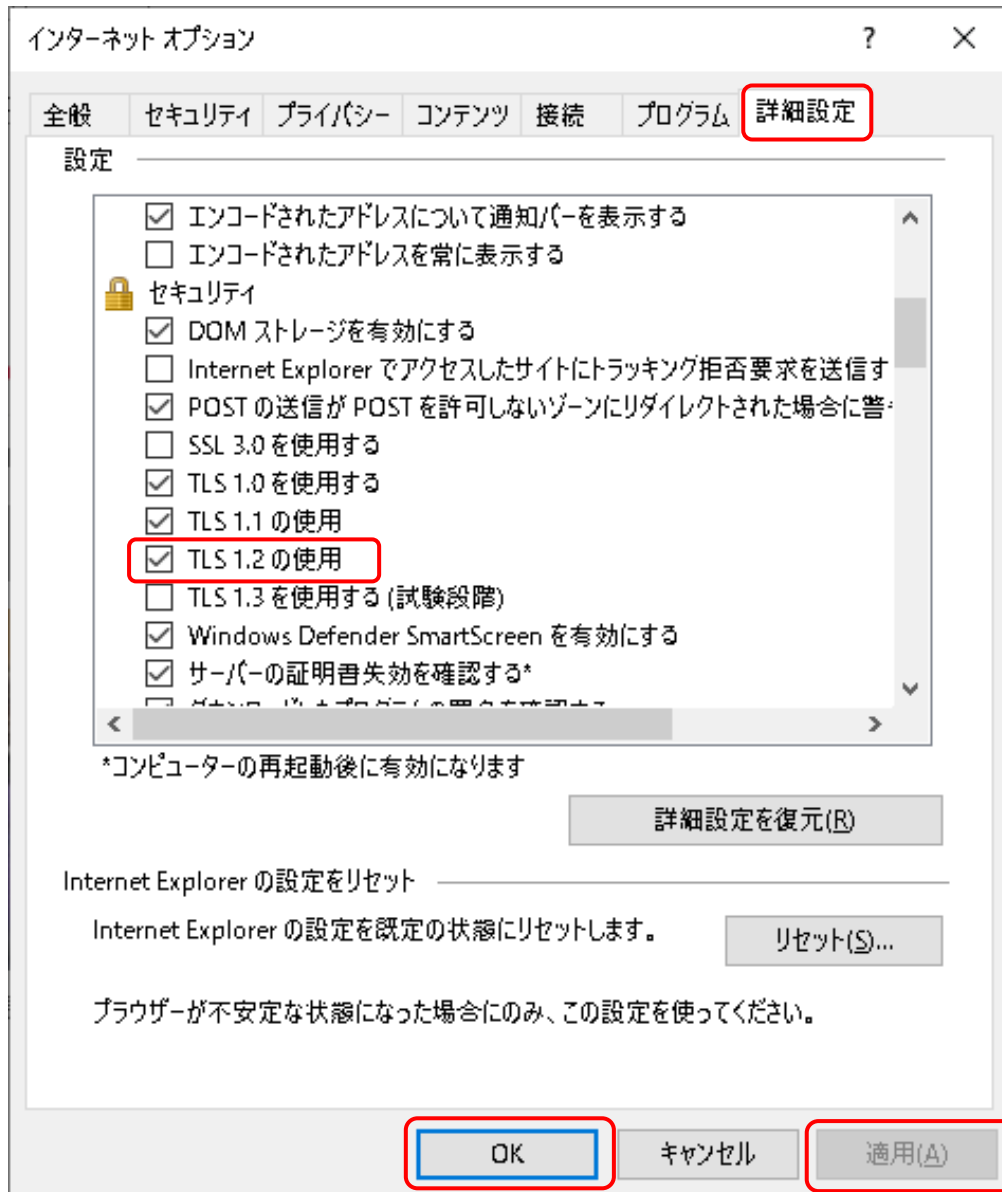 インターネット オプション ?
全般 セキュリティ プライバシー コンテンツ 接続 プログラム 詳細設定
設定
エンコードされたアドレスについて通知バーを表示する
エンコードされたアドレスを常に表示する
セキュリティ
DOM ストレージを有効にする
Internet Explorer でアクセスしたサイトにトラッキング拒否要求を送信す
POST の送信が POST を許可しないゾーンにリダイレクトされた場合に警
SSL 3.0 を使用する
TLS 1.0 を使用する
TLS 1.1 の使用
TLS 1.2 の使用
TLS 1.3 を使用する (試験段階)
Windows Defender SmartScreen を有効にする
サーバーの証明書失効を確認する*
*コンピューターの再起動後に有効になります
詳細設定を復元(R)
Internet Explorer の設定をリセット
Internet Explorer の設定を既定の状態にリセットします。
リセット(S)...
ブラウザーが不安定な状態になった場合にのみ、この設定を使ってください。
OK キャンセル 適用(A)